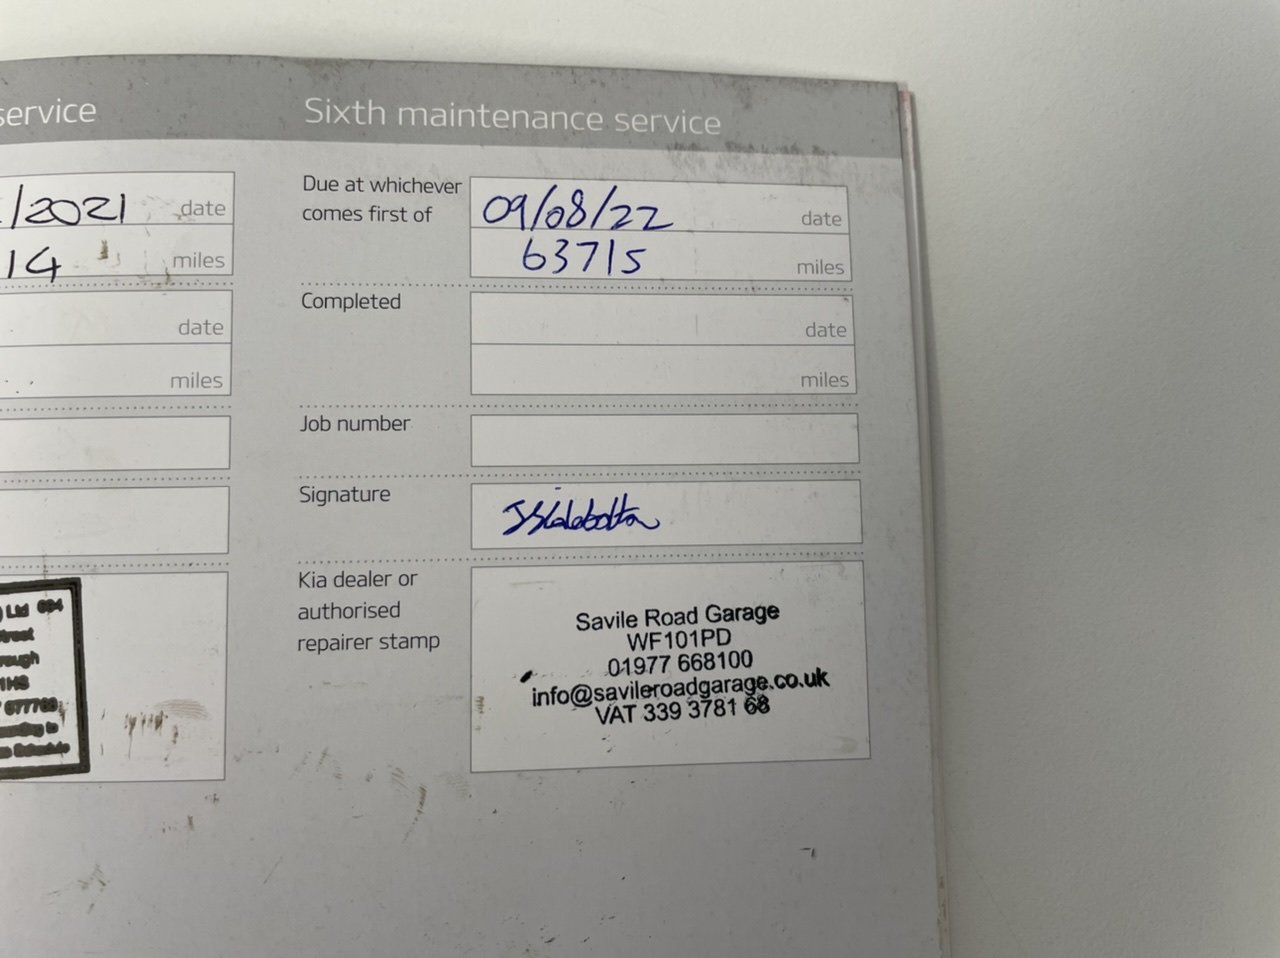 service
/2021 date
14 miles
date
miles
Ltd
Sixth maintenance service
Due at whichever
comes first of
09/08/22 date
63715 miles
Completed
date
miles
Job number
Signature
Kia dealer or
authorised
repairer stamp
Savile Road Garage
WF101PD
01977 668100
info@savileroadgarage.co.uk
VAT 339 3781 68